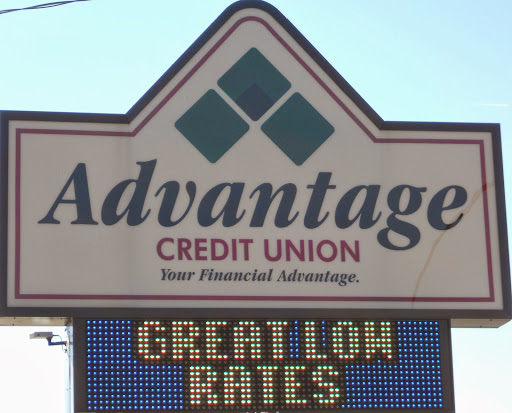 Advantage
CREDIT UNION
Your Financial Advantage.
GREAT LOW
RATES